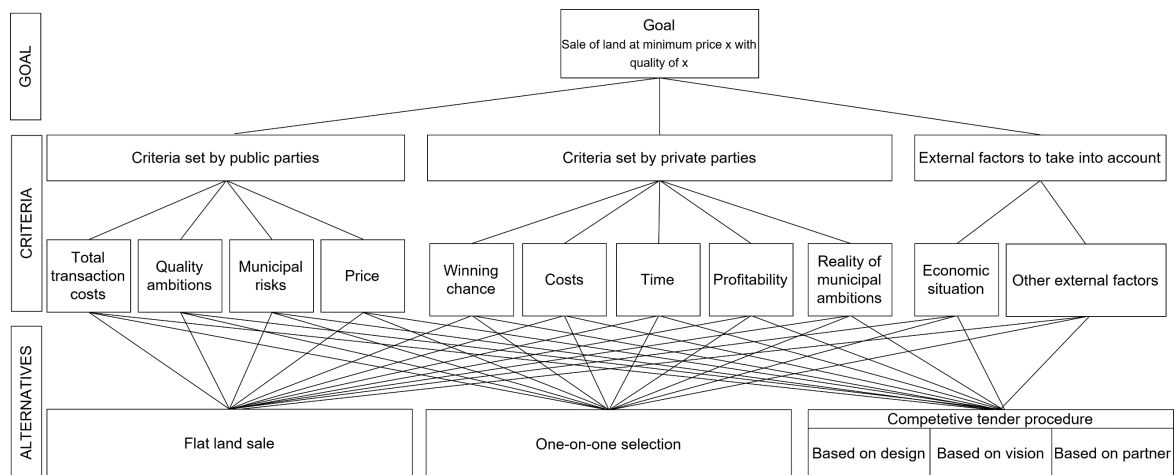 GOAL
Goal
Sale of land at minimum price x with
quality of x
CRITERIA
Criteria set by public parties
Criteria set by private parties
External factors to take into account
Total
transaction
costs
Quality
ambitions
Municipal
risks
Price
Winning
chance
Costs
Time
Profitability
Reality of
municipal
ambitions
Economic
situation
Other external factors
ALTERNATIVES
Flat land sale
One-on-one selection
Competetive tender procedure
Based on design
Based on vision
Based on partner